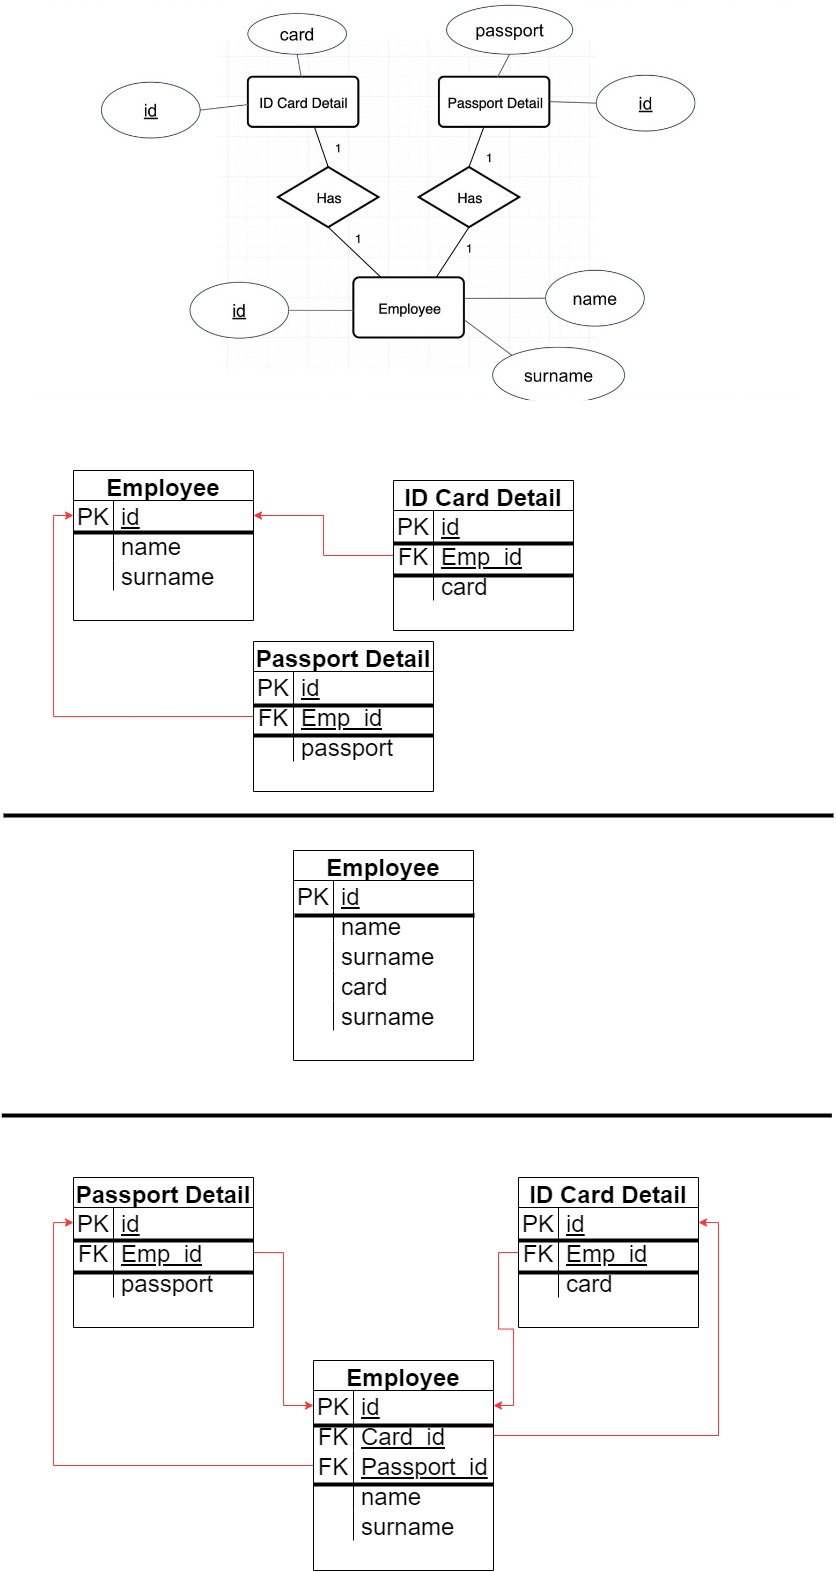 card
passport
id
ID Card Detail
Passport Detail
id
1
1
Has
Has
1
1
id
Employee
name
surname
Employee
PK id
name
surname
ID Card Detail
PK id
FK Emp_id
card
Passport Detail
PK id
FK Emp_id
passport
Employee
PK id
name
surname
card
surname
Passport Detail
PK id
FK Emp_id
passport
ID Card Detail
PK id
FK Emp_id
card
Employee
PK id
FK Card_id
FK Passport_id
name
surname